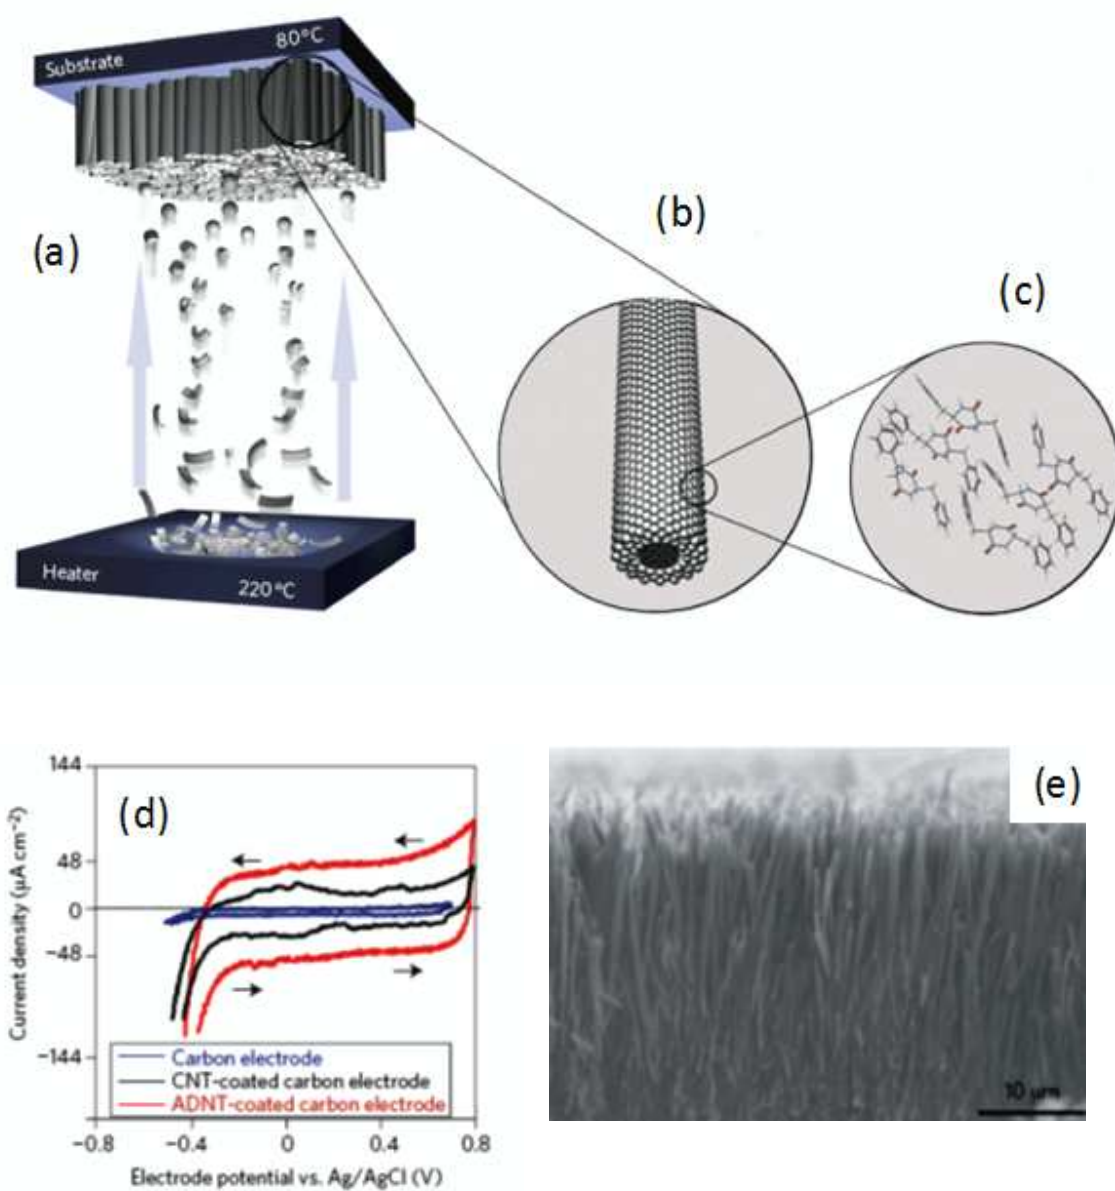 80°C
Substrate
(a)
(b)
(c)
Heater
220 °C
(d)
(e)
144
48
0
−48
−144
Current density (μA cm⁻²)
Carbon electrode
CNT-coated carbon electrode
ADNT-coated carbon electrode
−0.8 −0.4 0 0.4 0.8
Electrode potential vs. Ag/AgCl (V)
10 μm